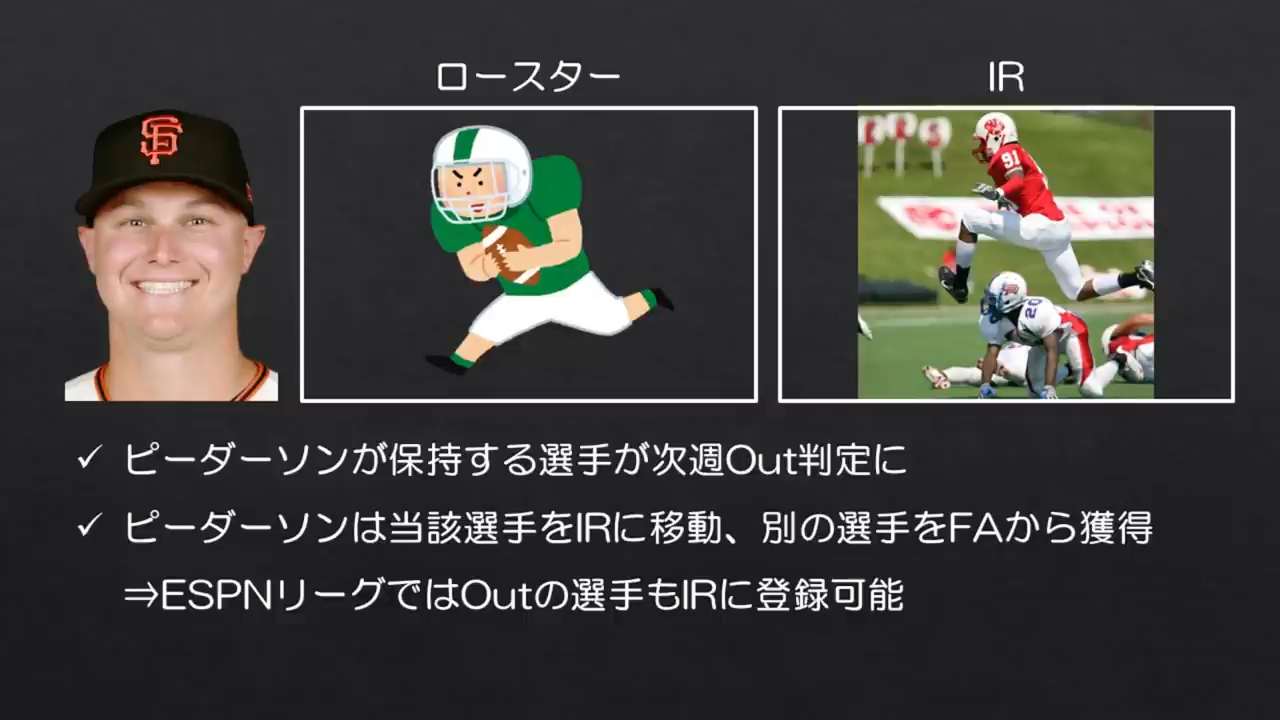 ロースター
IR
SF
91
20
✓ ピーダーソンが保持する選手が次週Out判定に
✓ ピーダーソンは当該選手をIRに移動、別の選手をFAから獲得
⇒ESPNリーグではOutの選手もIRに登録可能